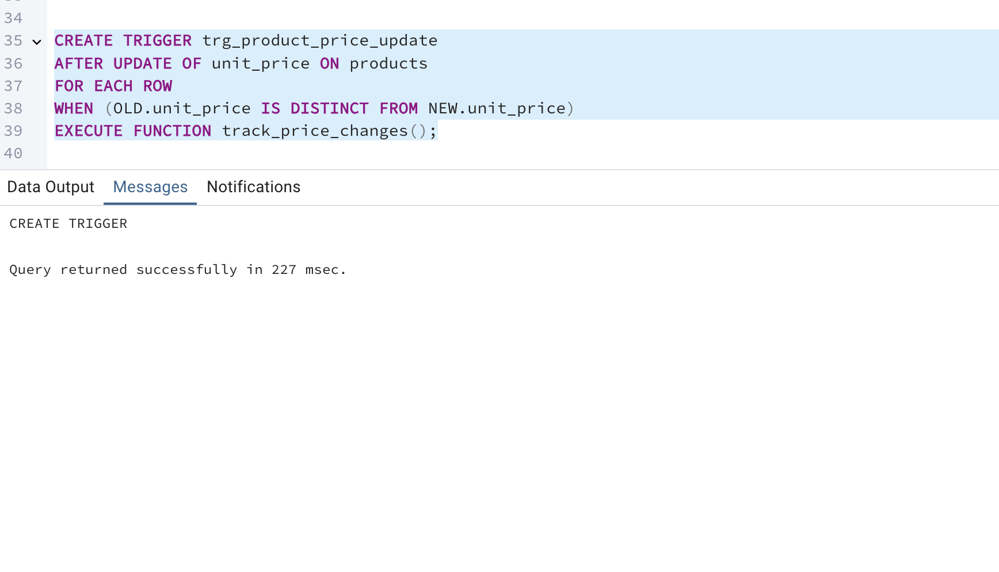 34
35 CREATE TRIGGER trg_product_price_update
36 AFTER UPDATE OF unit_price ON products
37 FOR EACH ROW
38 WHEN (OLD.unit_price IS DISTINCT FROM NEW.unit_price)
39 EXECUTE FUNCTION track_price_changes();
40
Data Output Messages Notifications
CREATE TRIGGER
Query returned successfully in 227 msec.